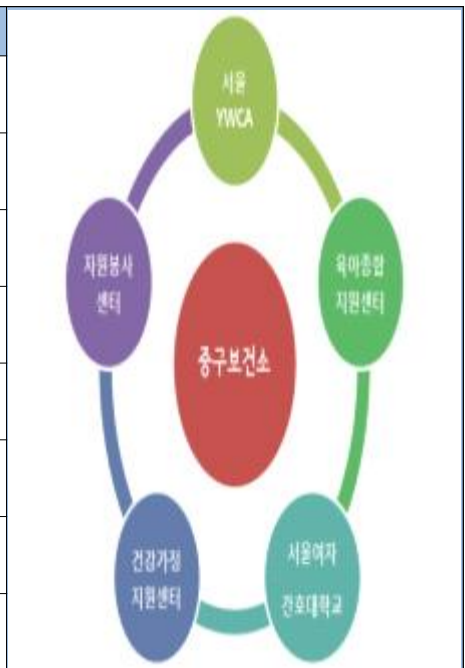 서울
YWCA
육아종합
지원센터
서울여자
간호대학교
건강가정
지원센터
자원봉사
센터
중구보건소